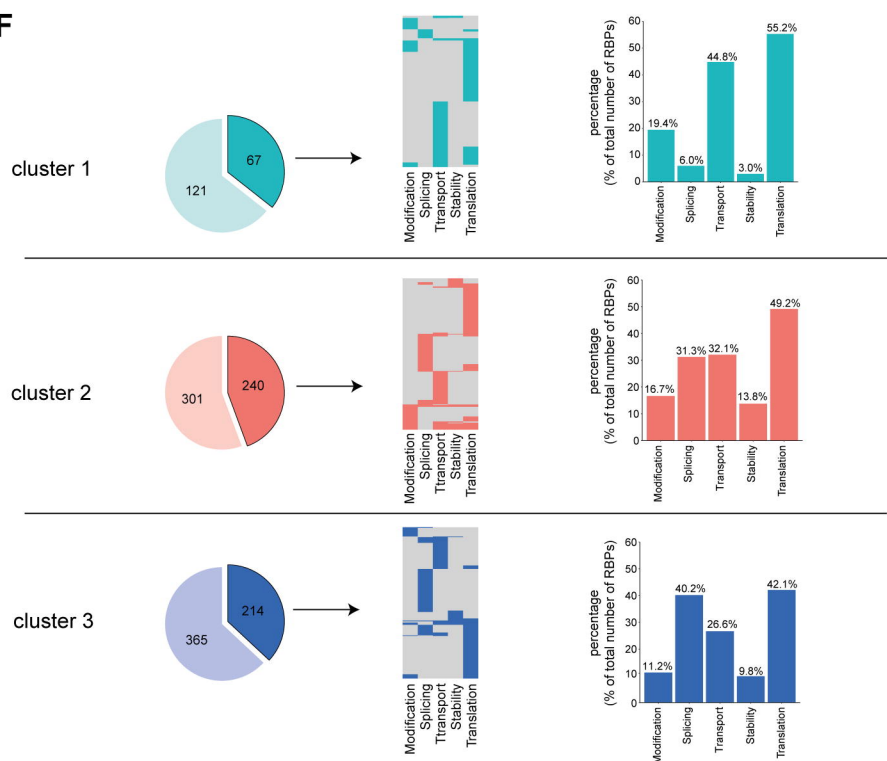 F
cluster 1
121
67
Modification
Splicing
Ttransport
Stability
Translation
percentage
(% of total number of RBPs)
60
50
40
30
20
10
0
19.4%
6.0%
44.8%
3.0%
55.2%
Modification
Splicing
Transport
Stability
Translation
cluster 2
301
240
Modification
Splicing
Ttransport
Stability
Translation
percentage
(% of total number of RBPs)
60
50
40
30
20
10
0
16.7%
31.3%
32.1%
13.8%
49.2%
Modification
Splicing
Transport
Stability
Translation
cluster 3
365
214
Modification
Splicing
Ttransport
Stability
Translation
percentage
(% of total number of RBPs)
60
50
40
30
20
10
0
11.2%
40.2%
26.6%
9.8%
42.1%
Modification
Splicing
Transport
Stability
Translation